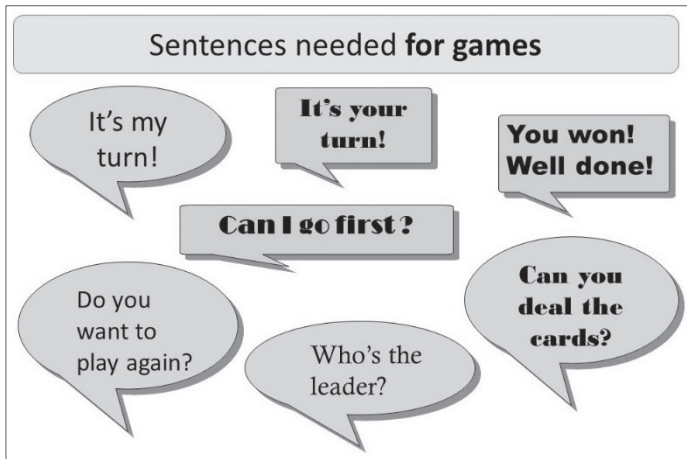 Sentences needed for games
It's my
turn!
It's your
turn!
You won!
Well done!
Can I go first?
Do you
want to
play again?
Who's the
leader?
Can you
deal the
cards?